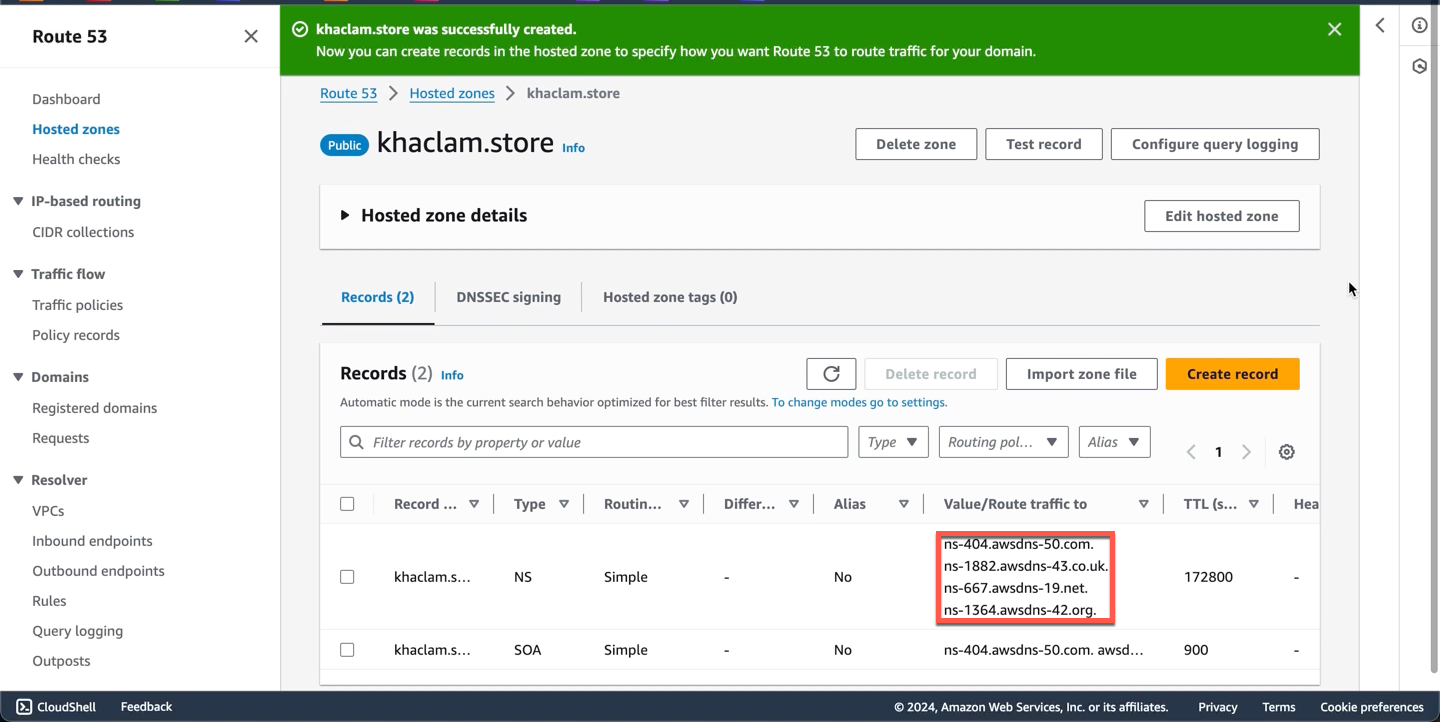 Route 53
khaclam.store was successfully created.
Now you can create records in the hosted zone to specify how you want Route 53 to route traffic for your domain.
Dashboard
Hosted zones
Health checks
IP-based routing
CIDR collections
Traffic flow
Traffic policies
Policy records
Domains
Registered domains
Requests
Resolver
VPCs
Inbound endpoints
Outbound endpoints
Rules
Query logging
Outposts
Route 53 Hosted zones khaclam.store
Public khaclam.store Info Delete zone Test record Configure query logging
Hosted zone details Edit hosted zone
Records (2) DNSSEC signing Hosted zone tags (0)
Records (2) Info Delete record Import zone file Create record
Automatic mode is the current search behavior optimized for best filter results. To change modes go to settings.
Filter records by property or value Type Routing pol... Alias 1
Record ... Type Routin... Differ... Alias Value/Route traffic to TTL (s... Hea
khaclam.s... NS Simple - No ns-404.awsdns-50.com.
ns-1882.awsdns-43.co.uk.
ns-667.awsdns-19.net.
ns-1364.awsdns-42.org. 172800 -
khaclam.s... SOA Simple - No ns-404.awsdns-50.com. awsd... 900 -
CloudShell Feedback © 2024, Amazon Web Services, Inc. or its affiliates. Privacy Terms Cookie preferences